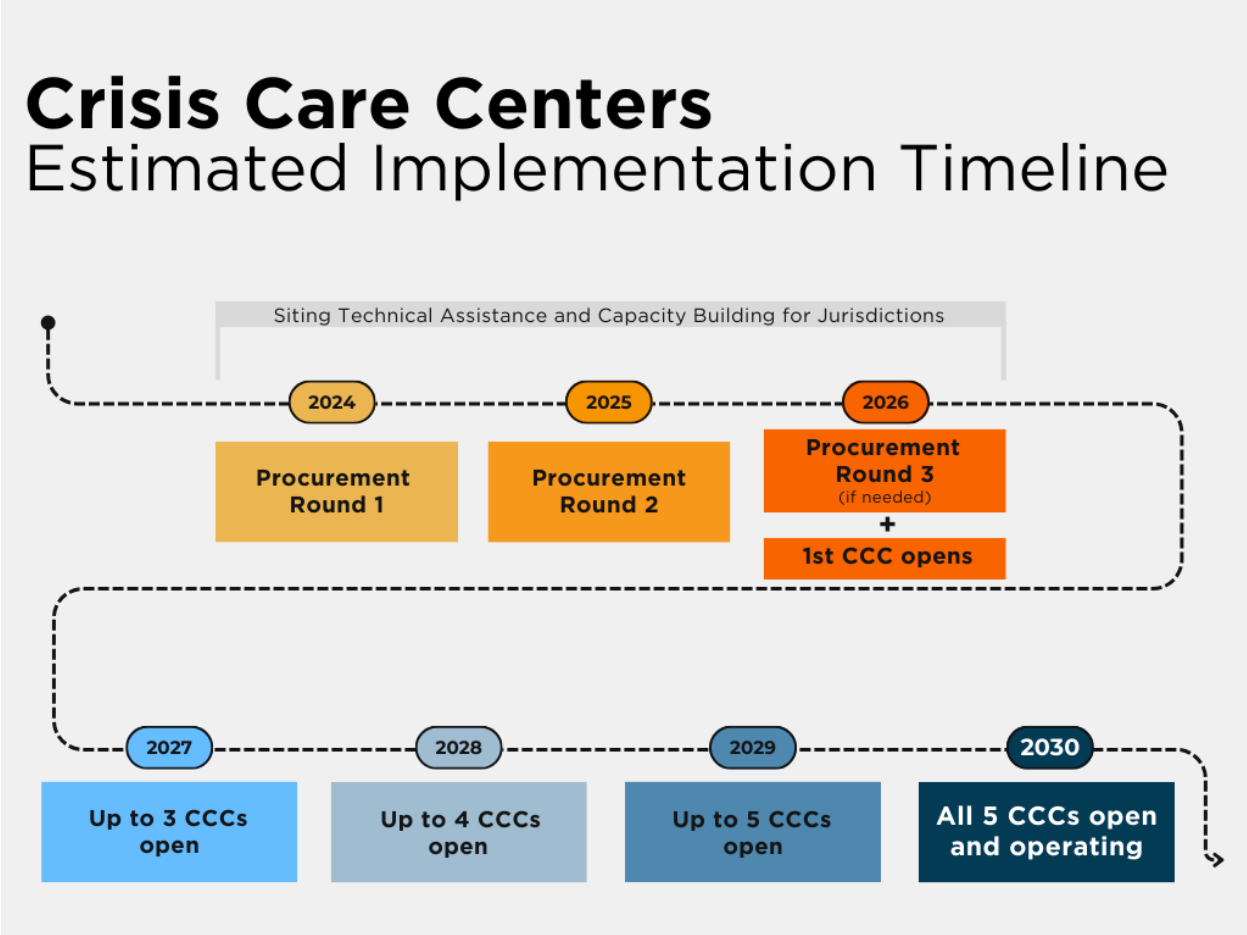 Crisis Care Centers
Estimated Implementation Timeline
Siting Technical Assistance and Capacity Building for Jurisdictions
2024
2025
2026
Procurement
Round 1
Procurement
Round 2
Procurement
Round 3
(if needed)
+
1st CCC opens
2027
2028
2029
2030
Up to 3 CCCs
open
Up to 4 CCCs
open
Up to 5 CCCs
open
All 5 CCCs open
and operating